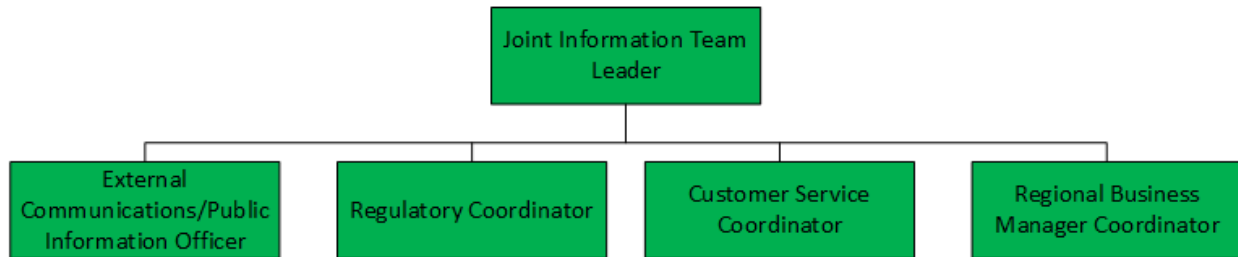 Joint Information Team
Leader
External
Communications/Public
Information Officer
Regulatory Coordinator
Customer Service
Coordinator
Regional Business
Manager Coordinator